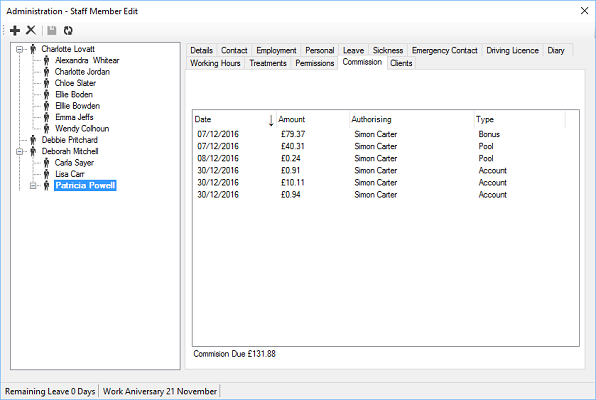 Administration - Staff Member Edit
Charlotte Lovatt
Alexandra Whitear
Charlotte Jordan
Chloe Slater
Ellie Boden
Elllie Bowden
Emma Jeffs
Wendy Calhoun
Debbie Pritchard
Deborah Mitchell
Carla Sayer
Lisa Carr
Patricia Powell
Details Contact Employment Personal Leave Sickness Emergency Contact Driving Licence Diary
Working Hours Treatments Permissions Commission Clients
Date ↓ Amount Authorising Type
07/12/2016 £79.37 Simon Carter Bonus
07/12/2016 £40.31 Simon Carter Pool
08/12/2016 £0.24 Simon Carter Pool
30/12/2016 £0.91 Simon Carter Account
30/12/2016 £10.11 Simon Carter Account
30/12/2016 £0.94 Simon Carter Account
Commision Due £131.88
Remaining Leave 0 Days Work Aniversary 21 November